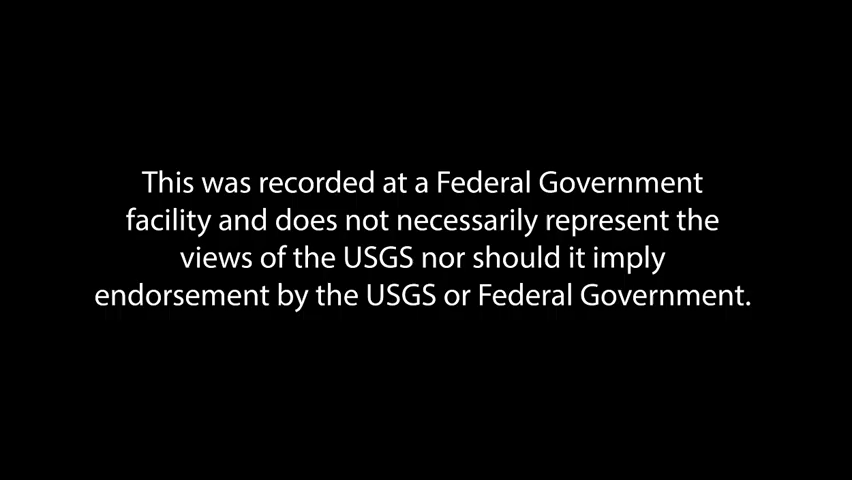 This was recorded at a Federal Government
facility and does not necessarily represent the
views of the USGS nor should it imply
endorsement by the USGS or Federal Government.